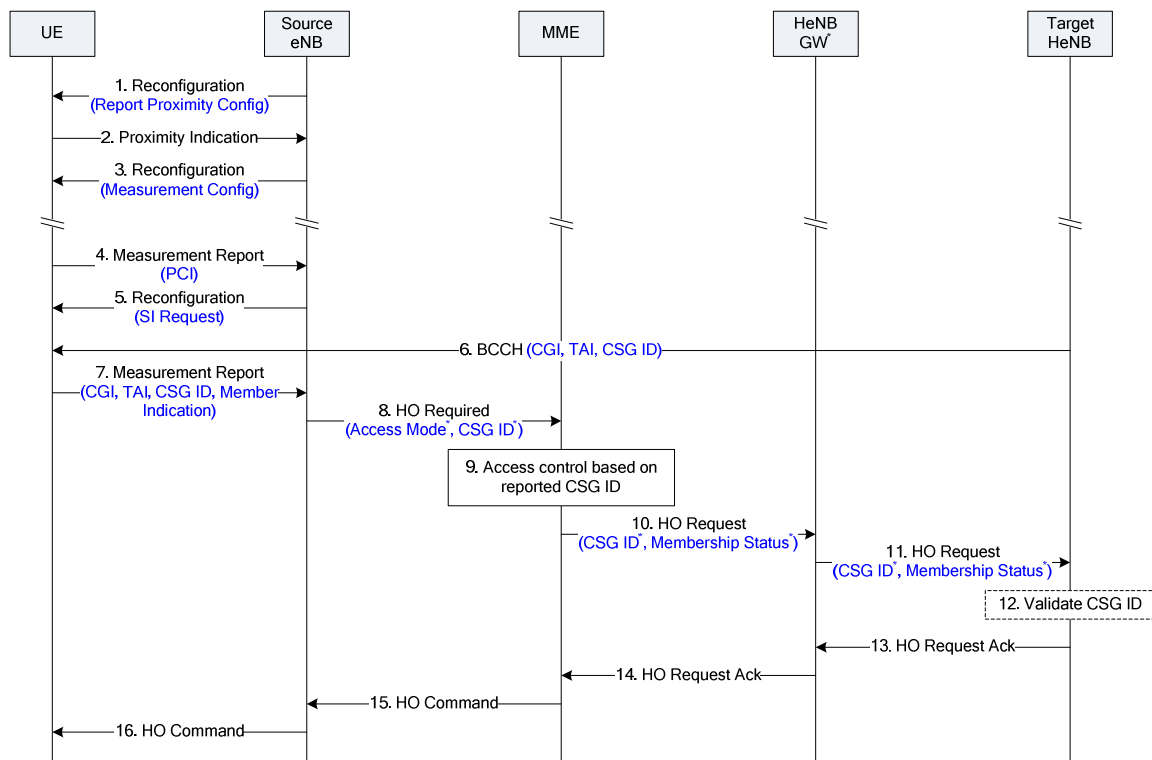 UE
Source
eNB
MME
HeNB
GW*
Target
HeNB
1. Reconfiguration
(Report Proximity Config)
2. Proximity Indication
3. Reconfiguration
(Measurement Config)
4. Measurement Report
(PCI)
5. Reconfiguration
(SI Request)
6. BCCH (CGI, TAI, CSG ID)
7. Measurement Report
(CGI, TAI, CSG ID, Member
Indication)
8. HO Required
(Access Mode*, CSG ID*)
9. Access control based on
reported CSG ID
10. HO Request
(CSG ID*, Membership Status*)
11. HO Request
(CSG ID*, Membership Status*)
12. Validate CSG ID
13. HO Request Ack
14. HO Request Ack
15. HO Command
16. HO Command